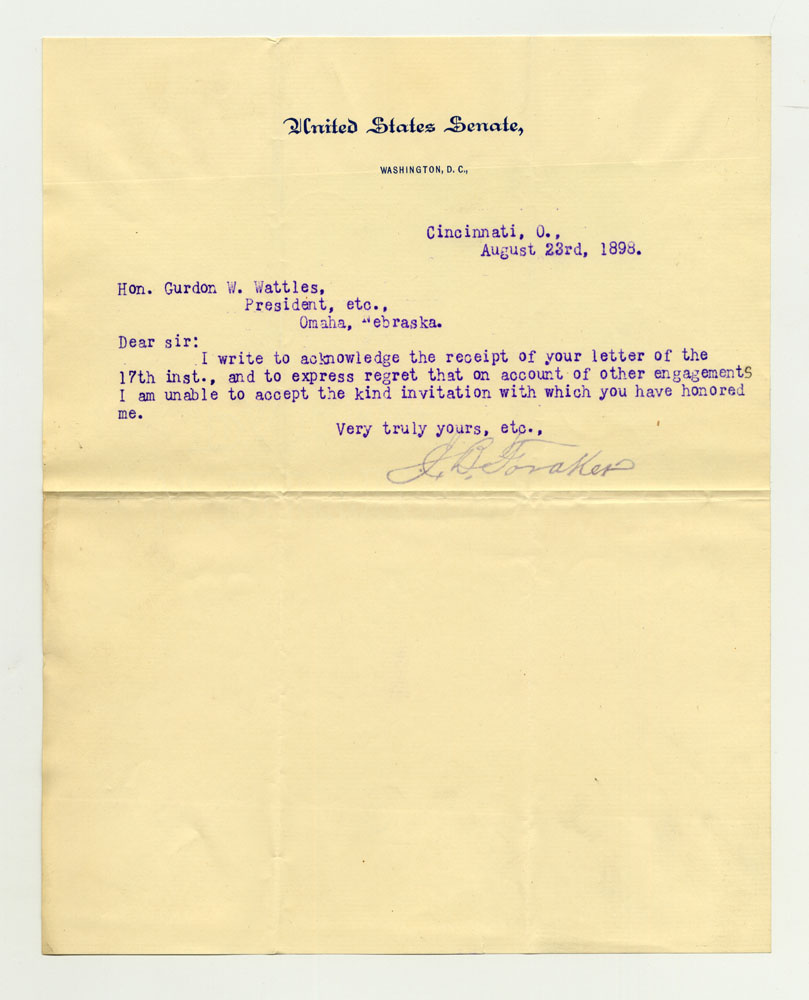 United States Senate,
WASHINGTON, D. C.,
Cincinnati, O.,
August 23rd, 1898.
Hon. Gurdon W. Wattles,
President, etc.,
Omaha, Nebraska.
Dear sir:
I write to acknowledge the receipt of your letter of the
17th inst., and to express regret that on account of other engagements
I am unable to accept the kind invitation with which you have honored
me.
Very truly yours, etc.,
J. B. Foraker